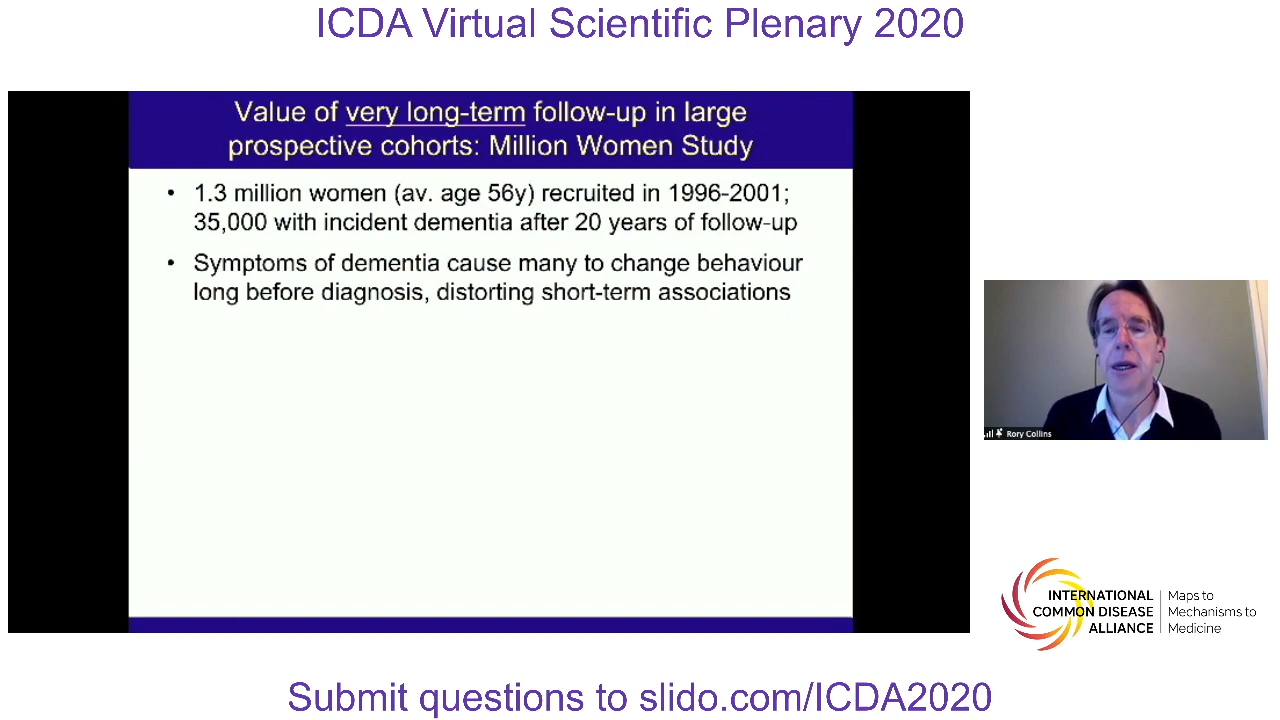 ICDA Virtual Scientific Plenary 2020
Value of very long-term follow-up in large
prospective cohorts: Million Women Study
• 1.3 million women (av. age 56y) recruited in 1996-2001;
35,000 with incident dementia after 20 years of follow-up
• Symptoms of dementia cause many to change behaviour
long before diagnosis, distorting short-term associations
Rory Collins
INTERNATIONAL
COMMON DISEASE
ALLIANCE
Maps to
Mechanisms to
Medicine
Submit questions to slido.com/ICDA2020